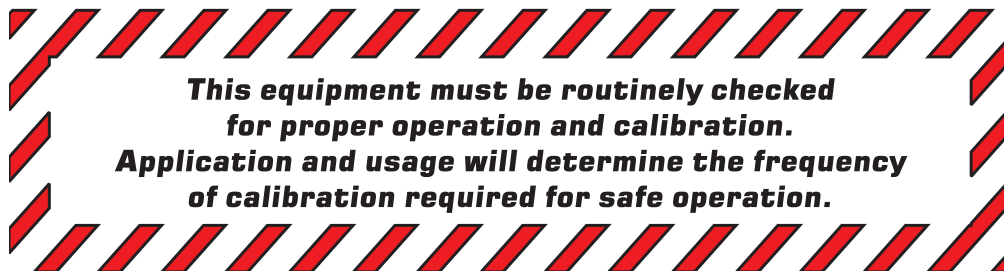 This equipment must be routinely checked
for proper operation and calibration.
Application and usage will determine the frequency
of calibration required for safe operation.